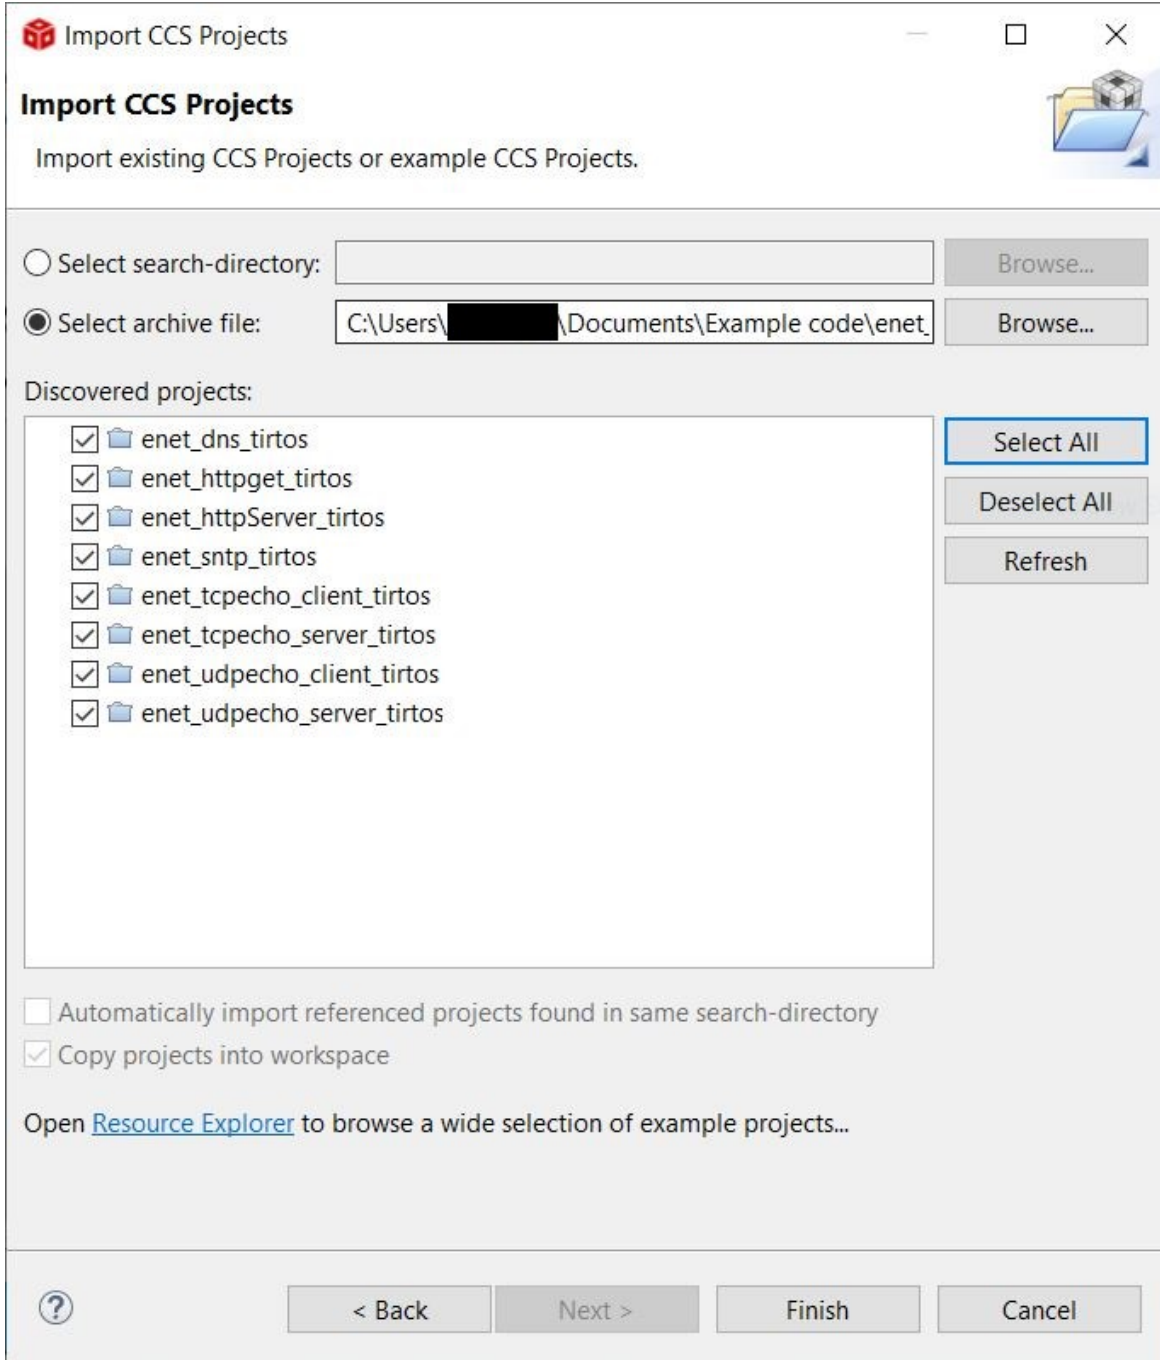 Import CCS Projects
Import CCS Projects
Import existing CCS Projects or example CCS Projects.
Select search-directory: Browse...
Select archive file: C:\Users\ \Documents\Example code\enet_ Browse...
Discovered projects:
enet_dns_tirtos Select All
enet_httpget_tirtos
enet_httpServer_tirtos Deselect All
enet_sntp_tirtos Refresh
enet_tcpecho_client_tirtos
enet_tcpecho_server_tirtos
enet_udpecho_client_tirtos
enet_udpecho_server_tirtos
Automatically import referenced projects found in same search-directory
Copy projects into workspace
Open Resource Explorer to browse a wide selection of example projects...
? < Back Next > Finish Cancel